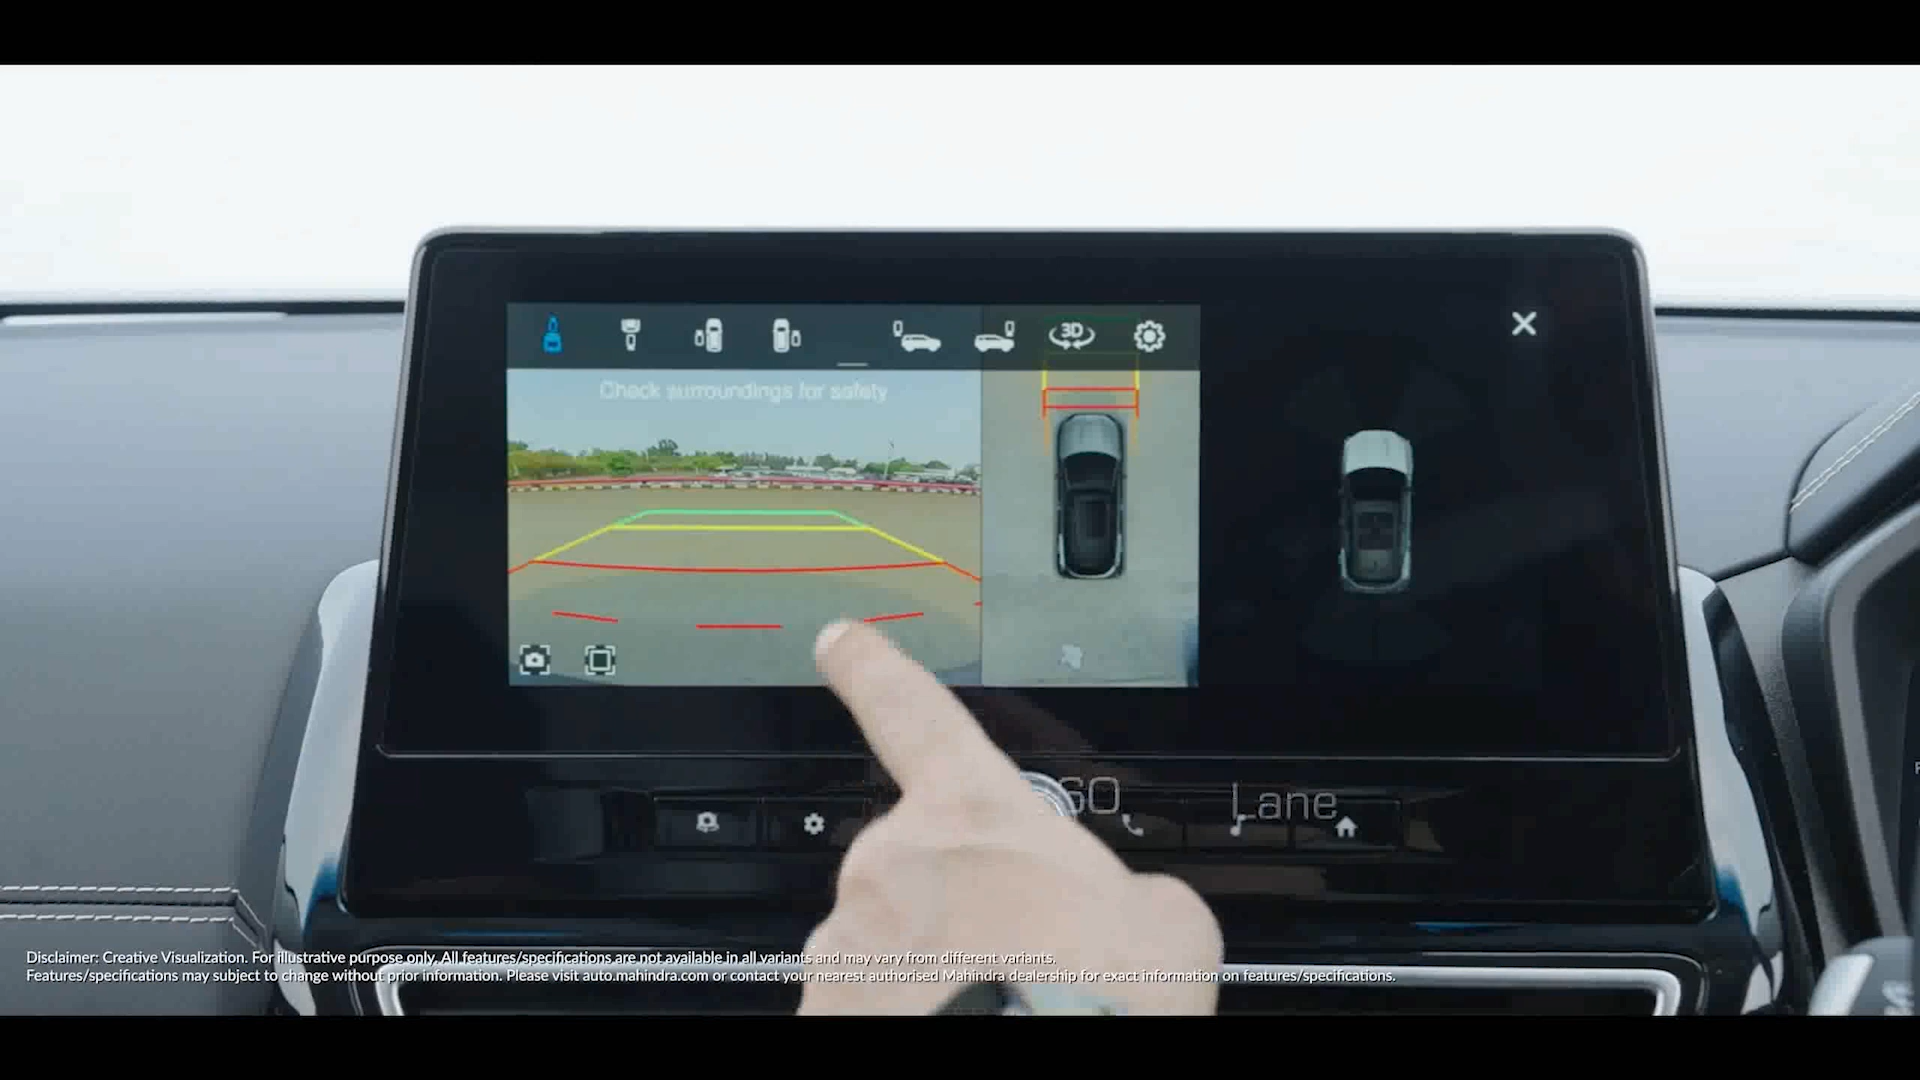 3D
Check surroundings for safety
Lane
Disclaimer: Creative Visualization. For illustrative purpose only. All features/specifications are not available in all variants and may vary from different variants.
Features/specifications may subject to change without prior information. Please visit auto.mahindra.com or contact your nearest authorised Mahindra dealership for exact information on features/specifications.